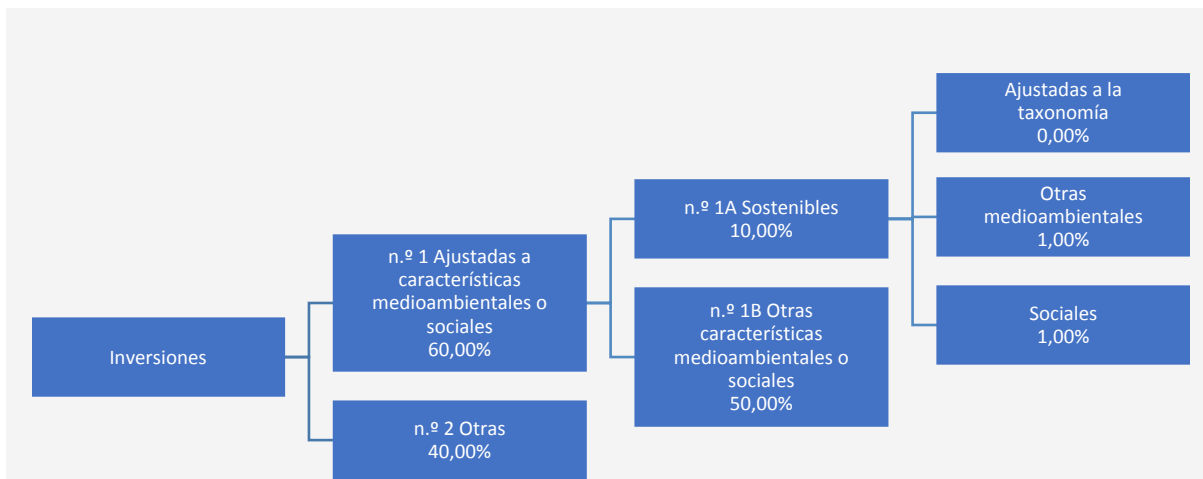 Inversiones
n.º 1 Ajustadas a
características
medioambientales o
sociales
60,00%
n.º 2 Otras
40,00%
n.º 1A Sostenibles
10,00%
n.º 1B Otras
características
medioambientales o
sociales
50,00%
Ajustadas a la
taxonomía
0,00%
Otras
medioambientales
1,00%
Sociales
1,00%